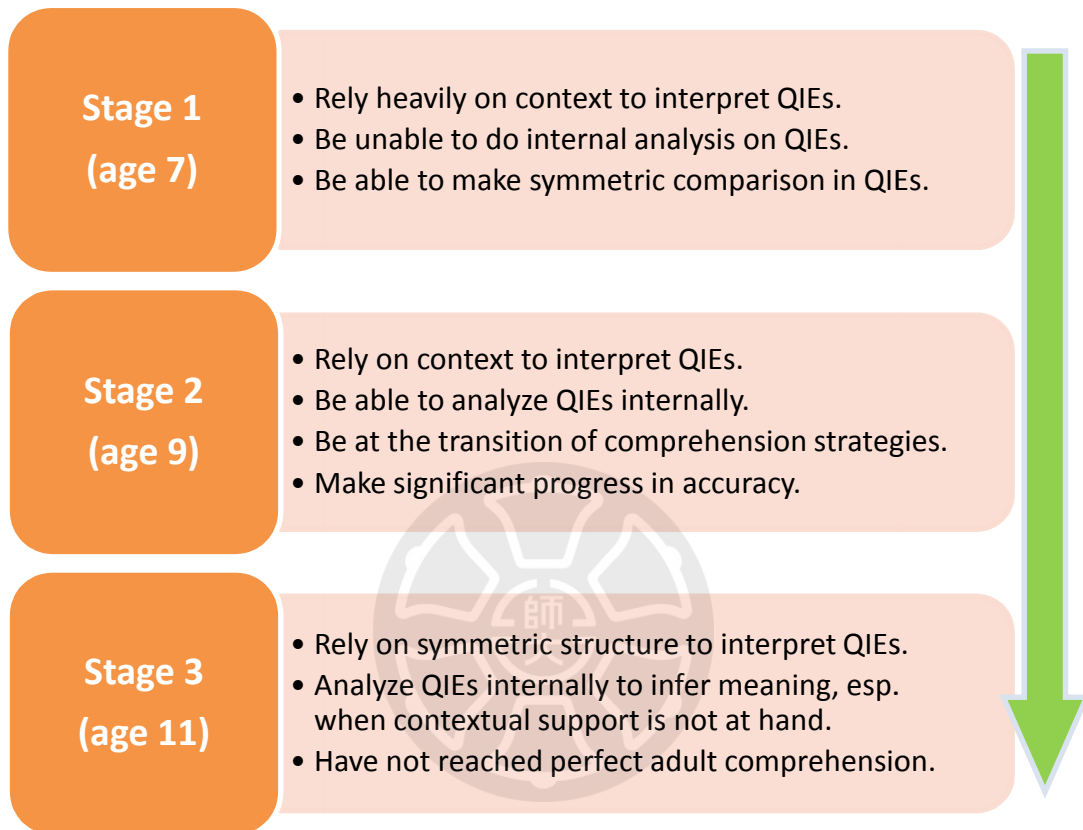 Stage 1
(age 7)
• Rely heavily on context to interpret QIEs.
• Be unable to do internal analysis on QIEs.
• Be able to make symmetric comparison in QIEs.
Stage 2
(age 9)
• Rely on context to interpret QIEs.
• Be able to analyze QIEs internally.
• Be at the transition of comprehension strategies.
• Make significant progress in accuracy.
Stage 3
(age 11)
• Rely on symmetric structure to interpret QIEs.
• Analyze QIEs internally to infer meaning, esp.
when contextual support is not at hand.
• Have not reached perfect adult comprehension.
師大